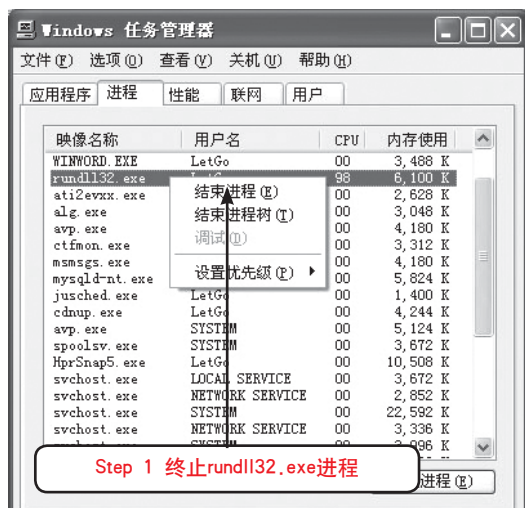 Windows 任务管理器
文件(F) 选项(O) 查看(V) 关机(U) 帮助(H)
应用程序 进程 性能 联网 用户
映像名称 用户名 CPU 内存使用
WINWORD.EXE LetGo 00 3,488 K
rundll32.exe 98 6,100 K
ati2evxx.exe 00 2,628 K
alg.exe 00 3,048 K
avp.exe 00 4,180 K
ctfmon.exe 00 3,312 K
msmsgs.exe 00 4,180 K
mysqld-nt.exe 00 5,824 K
jusched.exe LetGo 00 1,400 K
cdnup.exe LetGo 00 4,244 K
avp.exe SYSTEM 00 5,124 K
spoolsv.exe SYSTEM 00 3,672 K
HprSnap5.exe LetGo 00 10,508 K
svchost.exe LOCAL SERVICE 00 3,672 K
svchost.exe NETWORK SERVICE 00 2,852 K
svchost.exe SYSTEM 00 22,592 K
svchost.exe NETWORK SERVICE 00 3,336 K
结束进程(E)
结束进程树(T)
调试(D)
设置优先级(P)
Step 1 终止rundll32.exe进程
进程(E)